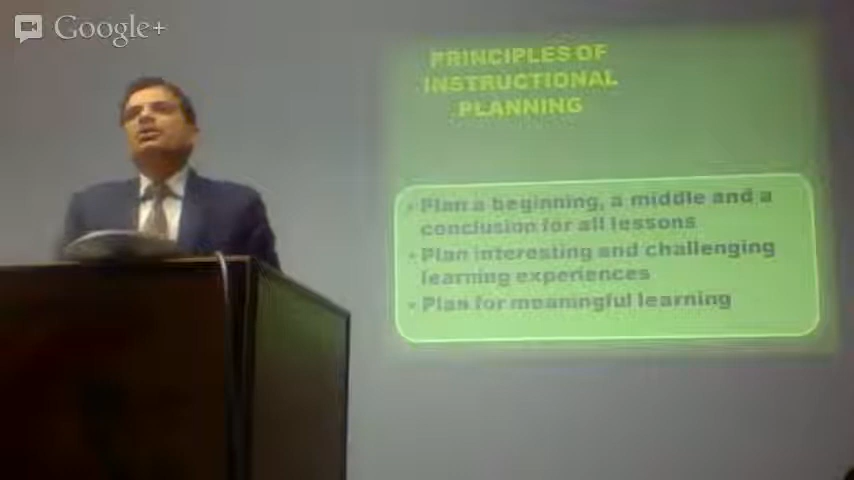 Google+
PRINCIPLES OF
INSTRUCTIONAL
PLANNING
• Plan a beginning, a middle and a
conclusion for all lessons
• Plan interesting and challenging
learning experiences
• Plan for meaningful learning